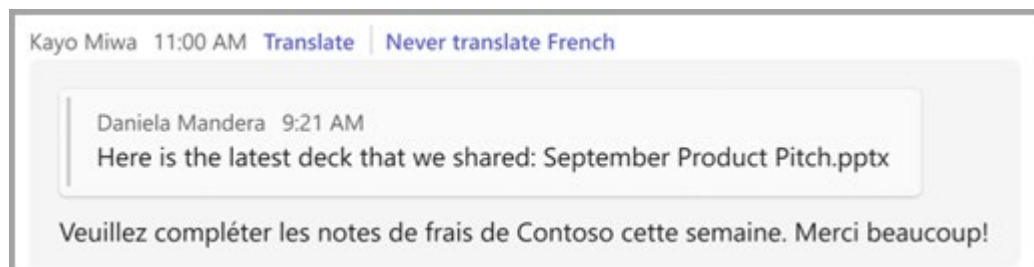 Kayo Miwa 11:00 AM Translate Never translate French
Daniela Mandera 9:21 AM
Here is the latest deck that we shared: September Product Pitch.pptx
Veuillez compléter les notes de frais de Contoso cette semaine. Merci beaucoup!